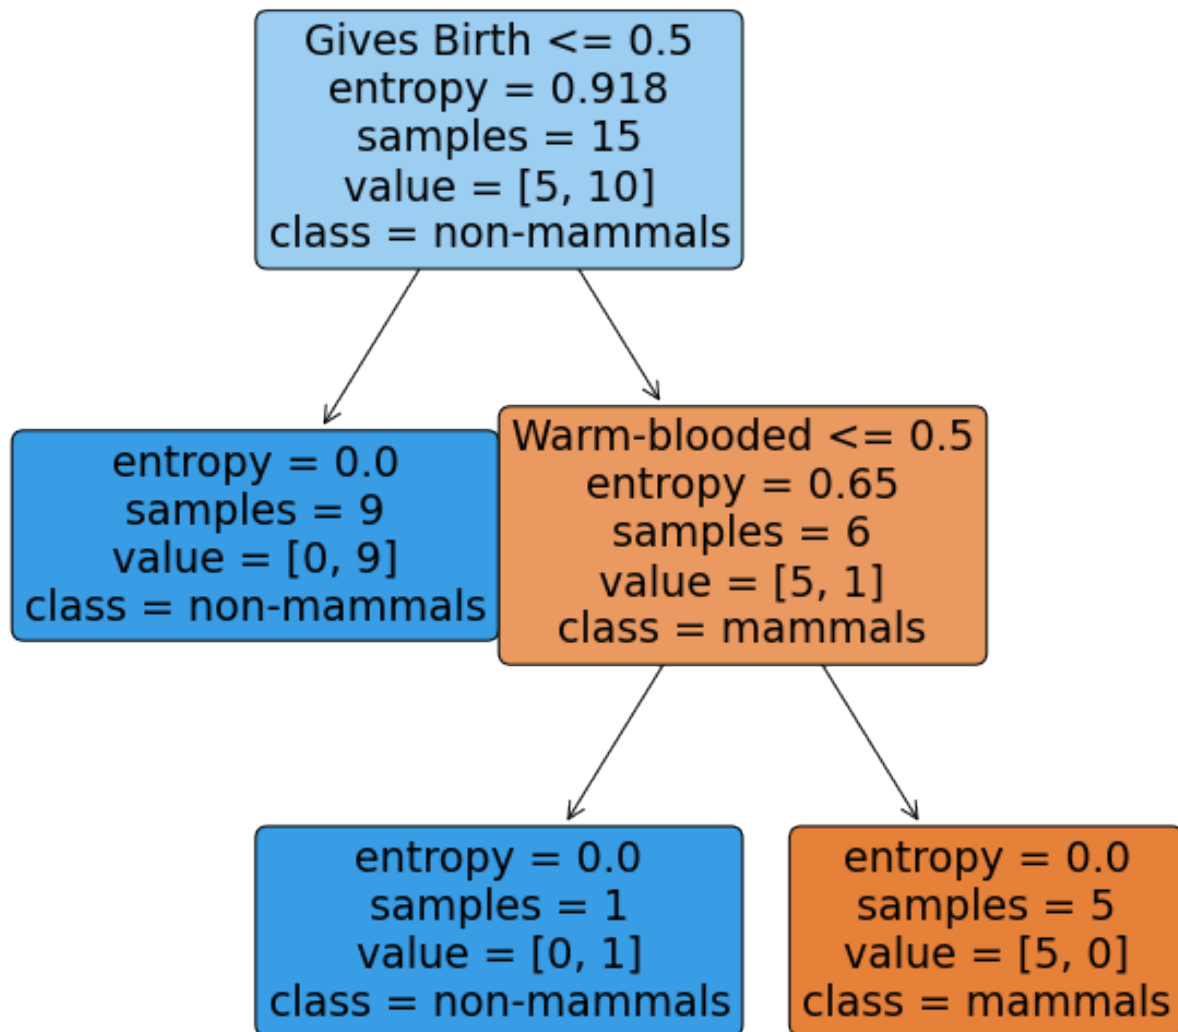 Gives Birth <= 0.5
entropy = 0.918
samples = 15
value = [5, 10]
class = non-mammals
entropy = 0.0
samples = 9
value = [0, 9]
class = non-mammals
Warm-blooded <= 0.5
entropy = 0.65
samples = 6
value = [5, 1]
class = mammals
entropy = 0.0
samples = 1
value = [0, 1]
class = non-mammals
entropy = 0.0
samples = 5
value = [5, 0]
class = mammals